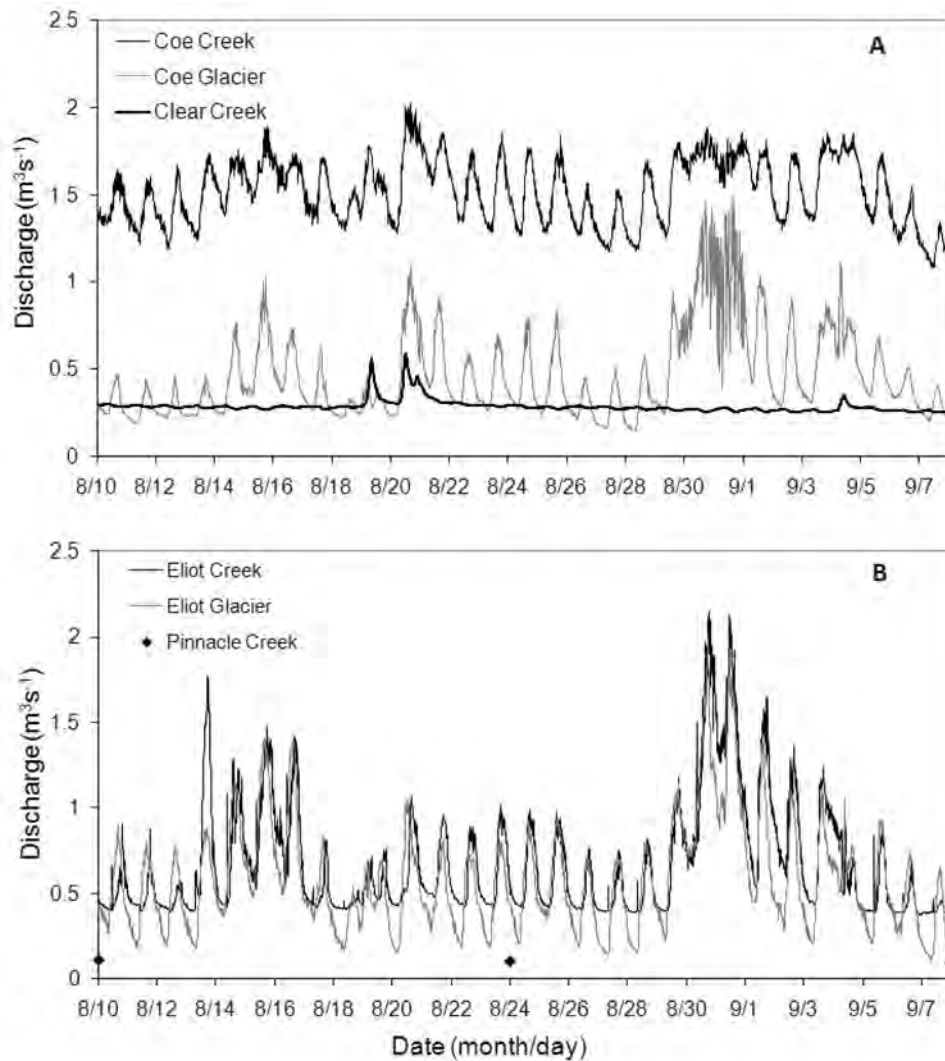 2.5
Coe Creek
A
Coe Glacier
Clear Creek
2
1.5
1
0.5
0
Discharge (m³s⁻¹)
8/10 8/12 8/14 8/16 8/18 8/20 8/22 8/24 8/26 8/28 8/30 9/1 9/3 9/5 9/7
2.5
Eliot Creek
B
Eliot Glacier
Pinnacle Creek
2
1.5
1
0.5
0
Discharge (m³s⁻¹)
8/10 8/12 8/14 8/16 8/18 8/20 8/22 8/24 8/26 8/28 8/30 9/1 9/3 9/5 9/7
Date (month/day)